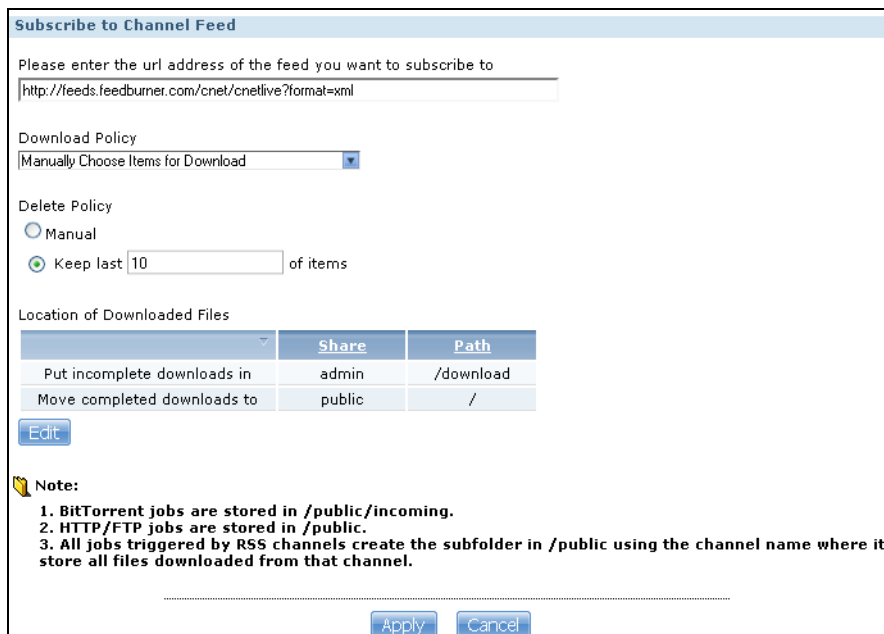 Subscribe to Channel Feed
Please enter the url address of the feed you want to subscribe to
http://feeds.feedburner.com/cnet/cnetlive?format=xml
Download Policy
Manually Choose Items for Download
Delete Policy
Manual
Keep last 10 of items
Location of Downloaded Files
Share Path
Put incomplete downloads in admin /download
Move completed downloads to public /
Edit
Note:
1. BitTorrent jobs are stored in /public/incoming.
2. HTTP/FTP jobs are stored in /public.
3. All jobs triggered by RSS channels create the subfolder in /public using the channel name where it
store all files downloaded from that channel.
Apply Cancel